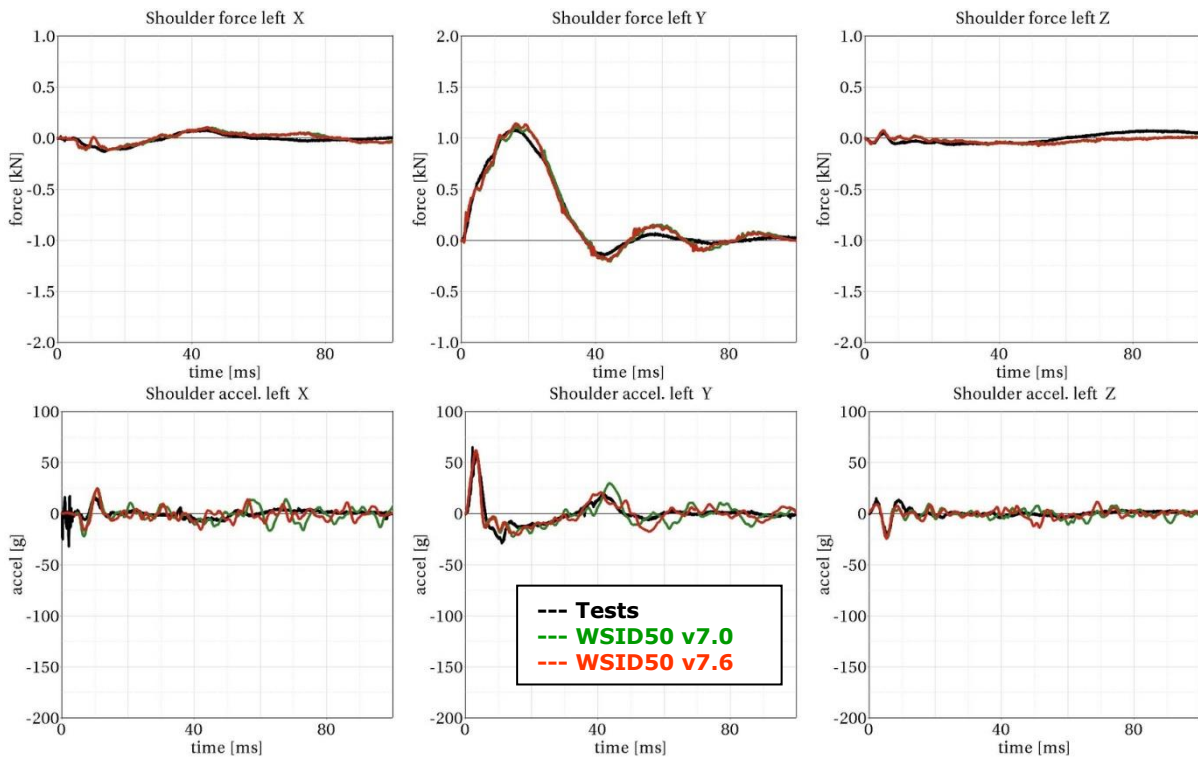 Shoulder force left X
Shoulder force left Y
Shoulder force left Z
1.0
0.5
0.0
-0.5
-1.0
-1.5
-2.0
force [kN]
0
40
80
time [ms]
2.0
1.5
1.0
0.5
0.0
-0.5
-1.0
force [kN]
0
40
80
time [ms]
1.0
0.5
0.0
-0.5
-1.0
-1.5
-2.0
force [kN]
0
40
80
time [ms]
Shoulder accel. left X
Shoulder accel. left Y
Shoulder accel. left Z
100
50
0
-50
-100
-150
-200
accel [g]
0
40
80
time [ms]
100
50
0
-50
-100
-150
-200
accel [g]
0
40
80
time [ms]
--- Tests
--- WSID50 v7.0
--- WSID50 v7.6
100
50
0
-50
-100
-150
-200
accel [g]
0
40
80
time [ms]